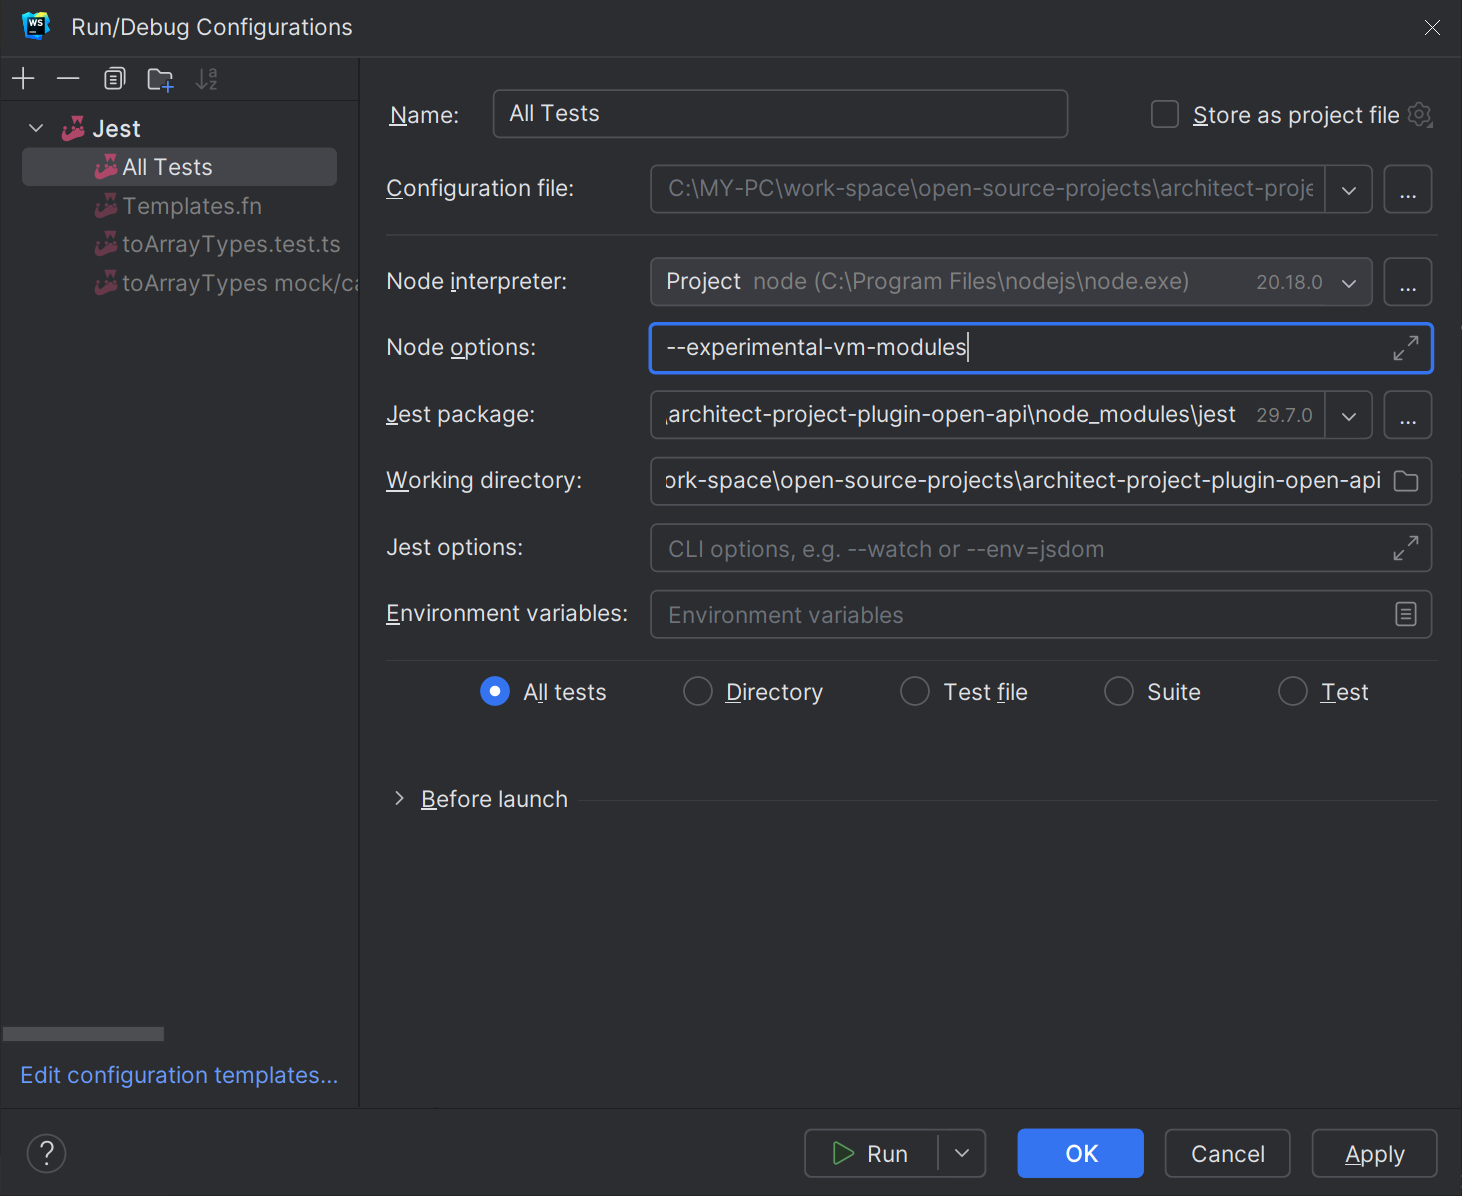 WS
Run/Debug Configurations
Jest
All Tests
Templates.fn
toArrayTypes.test.ts
toArrayTypes mock/ca
Edit configuration templates...
Name: All Tests Store as project file
Configuration file: C:\MY-PC\work-space\open-source-projects\architect-proje ...
Node interpreter: Project node (C:\Program Files\nodejs\node.exe) 20.18.0 ...
Node options: --experimental-vm-modules
Jest package: architect-project-plugin-open-api\node_modules\jest 29.7.0 ...
Working directory: ork-space\open-source-projects\architect-project-plugin-open-api
Jest options: CLI options, e.g. --watch or --env=jsdom
Environment variables: Environment variables
All tests Directory Test file Suite Test
Before launch
? Run OK Cancel Apply